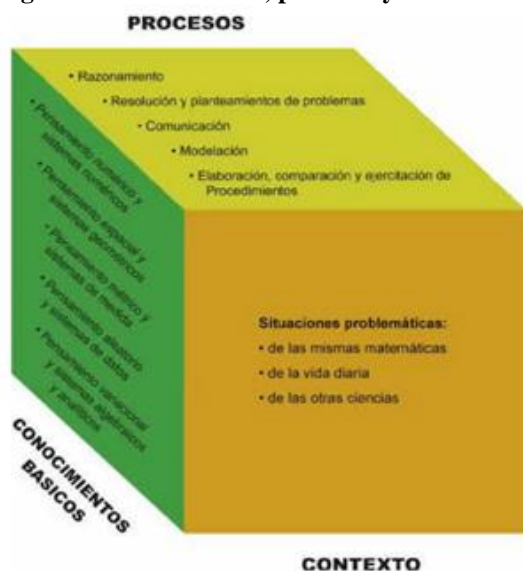 PROCESOS
• Razonamiento
• Resolución y planteamientos de problemas
• Comunicación
• Modelación
• Elaboración, comparación y ejercitación de
Procedimientos
• Pensamiento numérico y
sistemas numéricos
• Pensamiento espacial y
sistemas geométricos
• Pensamiento métrico y
sistemas de medida
• Pensamiento aleatorio
y sistemas de datos
• Pensamiento variacional
y sistemas algebraicos
y analíticos
Situaciones problemáticas:
• de las mismas matemáticas
• de la vida diaria
• de las otras ciencias
CONOCIMIENTOS
BASICOS
CONTEXTO